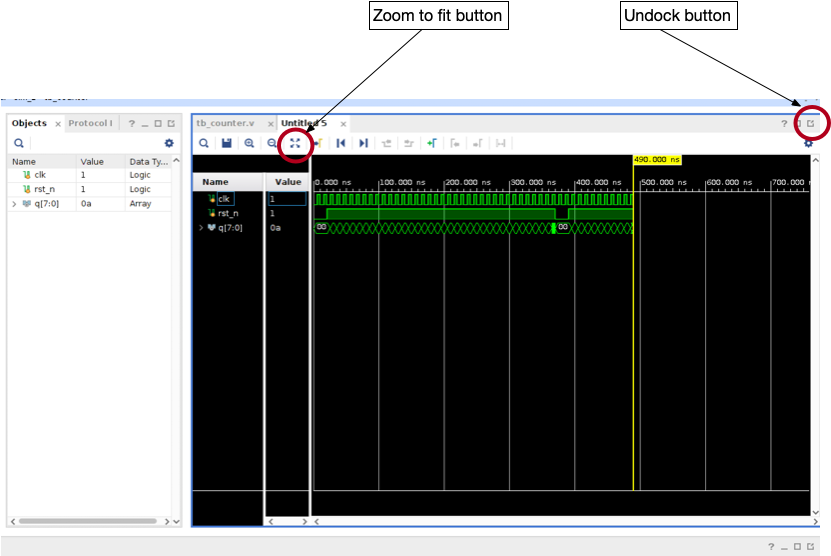 Zoom to fit button
Undock button
Objects
Protocol I
?
tb_counter.v
Untitled 5
?
Name Value Data Ty...
clk 1 Logic
rst_n 1 Logic
q[7:0] 0a Array
490.000 ns
Name Value
0.000 ns 100.000 ns 200.000 ns 300.000 ns 400.000 ns 500.000 ns 600.000 ns 700.
clk 1
rst_n 1
q[7:0] 0a 00 00
?